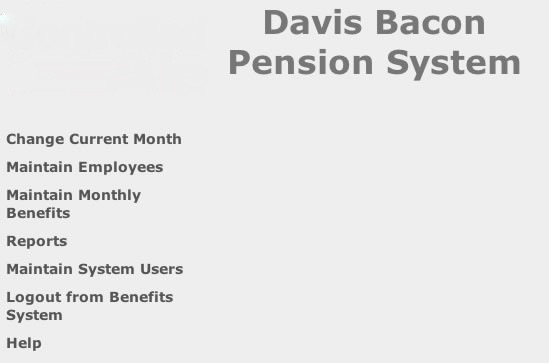 Davis Bacon
Pension System
Change Current Month
Maintain Employees
Maintain Monthly
Benefits
Reports
Maintain System Users
Logout from Benefits
System
Help